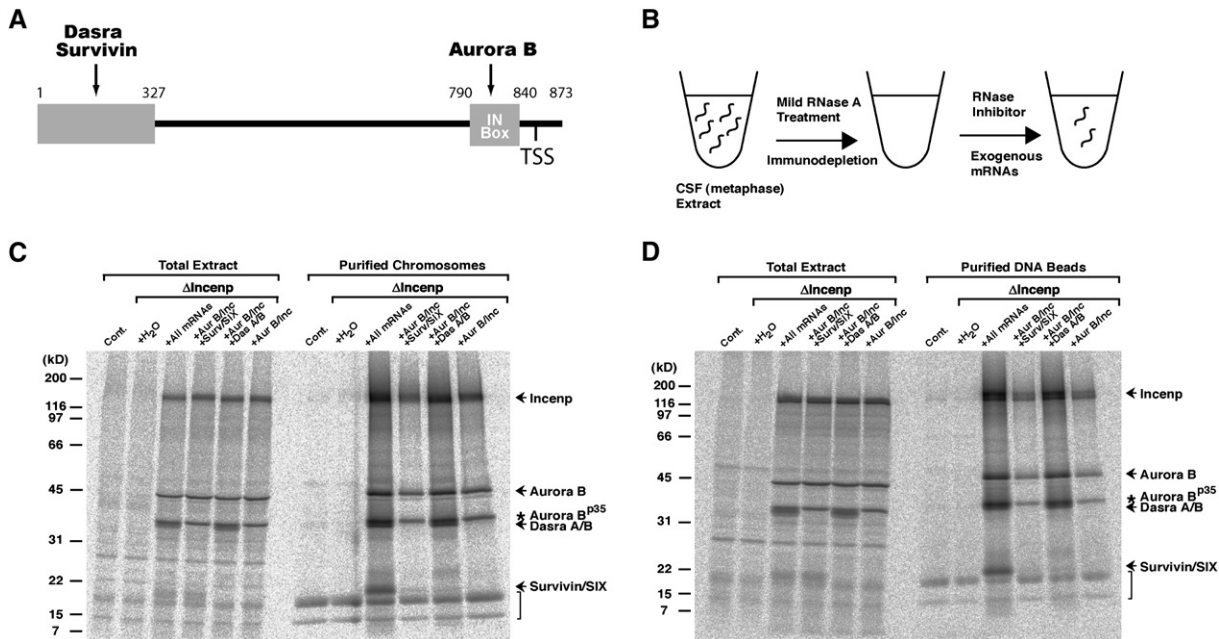 A
Dasra
Survivin
Aurora B
1
327
790
840
873
IN
Box
TSS
B
Mild RNase A
Treatment
Immunodepletion
RNase
Inhibitor
Exogenous
mRNAs
CSF (metaphase)
Extract
C
Total Extract
Purified Chromosomes
ΔIncenp
ΔIncenp
Cont.
+H2O
+All mRNAs
+Aur B/Inc
+Surv/SIX
+Aur B/Inc
+Das A/B
+Aur B/Inc
Cont.
+H2O
+All mRNAs
+Aur B/Inc
+Surv/SIX
+Aur B/Inc
+Das A/B
+Aur B/Inc
(kD)
200
116
97
66
45
31
22
15
7
Incenp
Aurora B
* Aurora Bp35
Dasra A/B
Survivin/SIX
D
Total Extract
Purified DNA Beads
ΔIncenp
ΔIncenp
Cont.
+H2O
+All mRNAs
+Aur B/Inc
+Surv/SIX
+Aur B/Inc
+Das A/B
+Aur B/Inc
Cont.
+H2O
+All mRNAs
+Aur B/Inc
+Surv/SIX
+Aur B/Inc
+Das A/B
+Aur B/Inc
(kD)
200
116
97
66
45
31
22
15
7
Incenp
Aurora B
* Aurora Bp35
Dasra A/B
Survivin/SIX